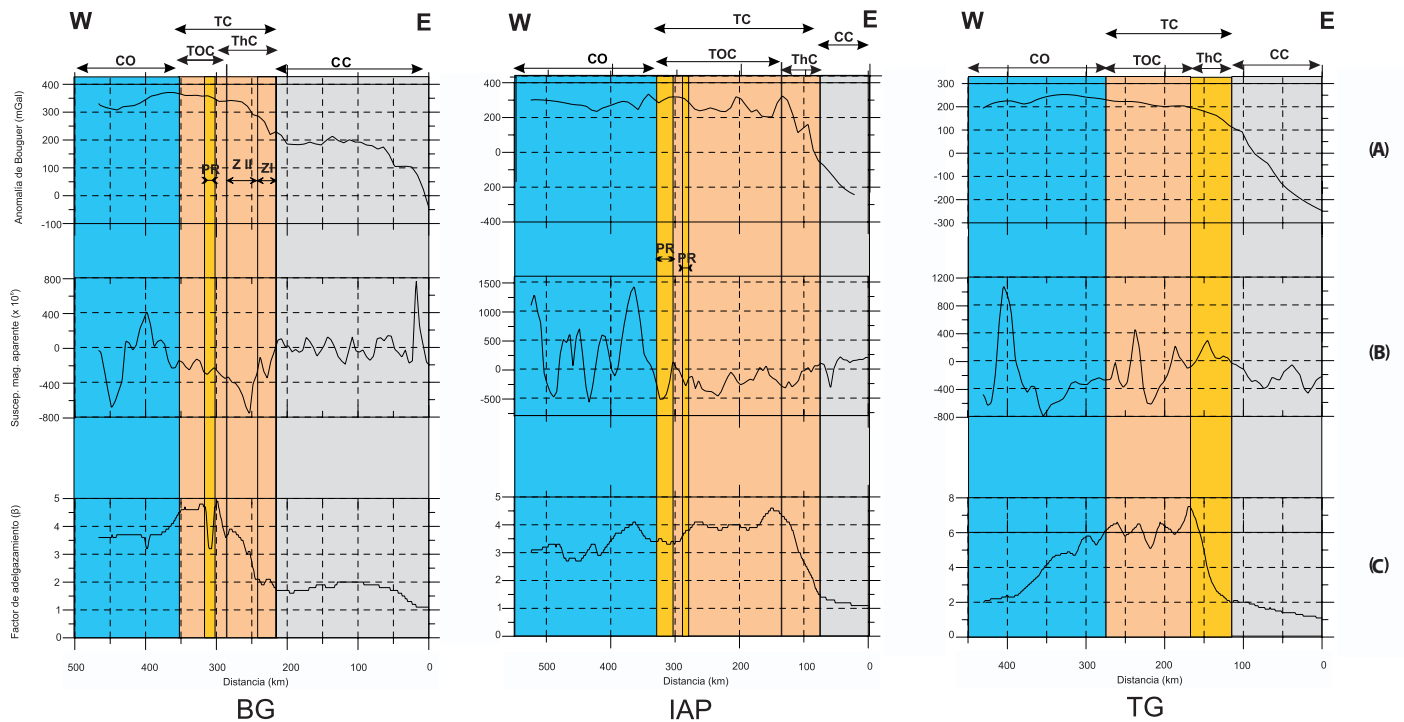 W E
TC
TOC ThC
CO CC
Anomalía de Bouguer (mGal)
400
300
200
100
0
-100
PR Z II ZI
Suscep. mag. aparente (x 10⁵)
800
400
0
-400
-800
Factor de adelgazamiento (β)
5
4
3
2
1
0
500 400 300 200 100 0
Distancia (km)
BG
W E
TC
CC
CO TOC ThC
400
200
0
200
-400
PR
PR
1500
1000
500
0
-500
5
4
3
2
1
0
500 400 300 200 100 0
Distancia (km)
IAP
W E
TC
CO TOC ThC CC
300
200
100
0
-100
-200
-300
1200
800
400
0
-400
-800
8
6
4
2
0
400 300 200 100 0
Distancia (km)
TG
(A)
(B)
(C)